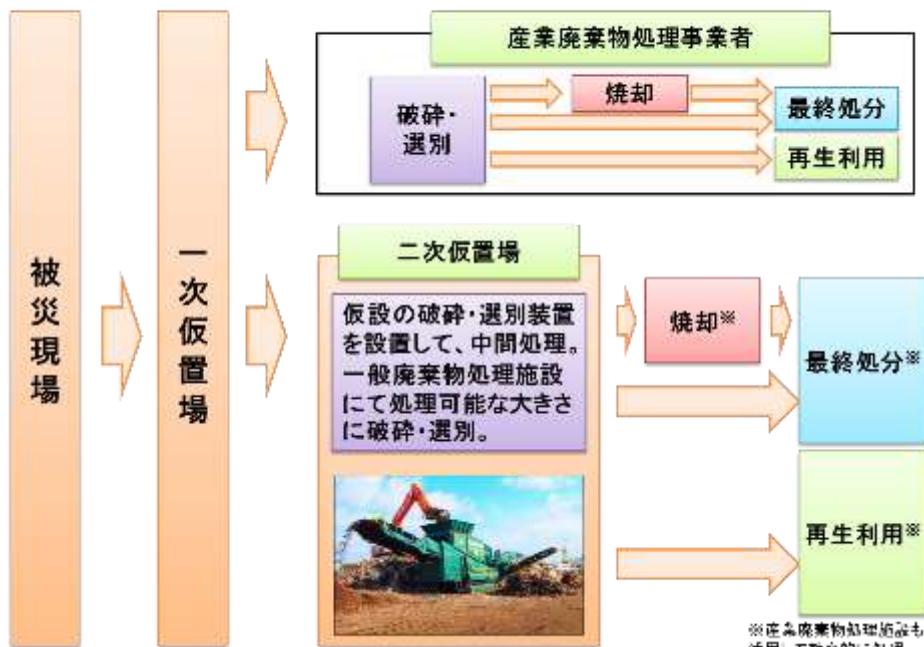 産業廃棄物処理事業者
破砕・
選別
焼却
最終処分
再生利用
被災現場
一次仮置場
二次仮置場
仮設の破砕・選別装置
を設置して、中間処理。
一般廃棄物処理施設
にて処理可能な大きさ
に破砕・選別。
焼却※
最終処分※
再生利用※
※産業廃棄物処理施設も